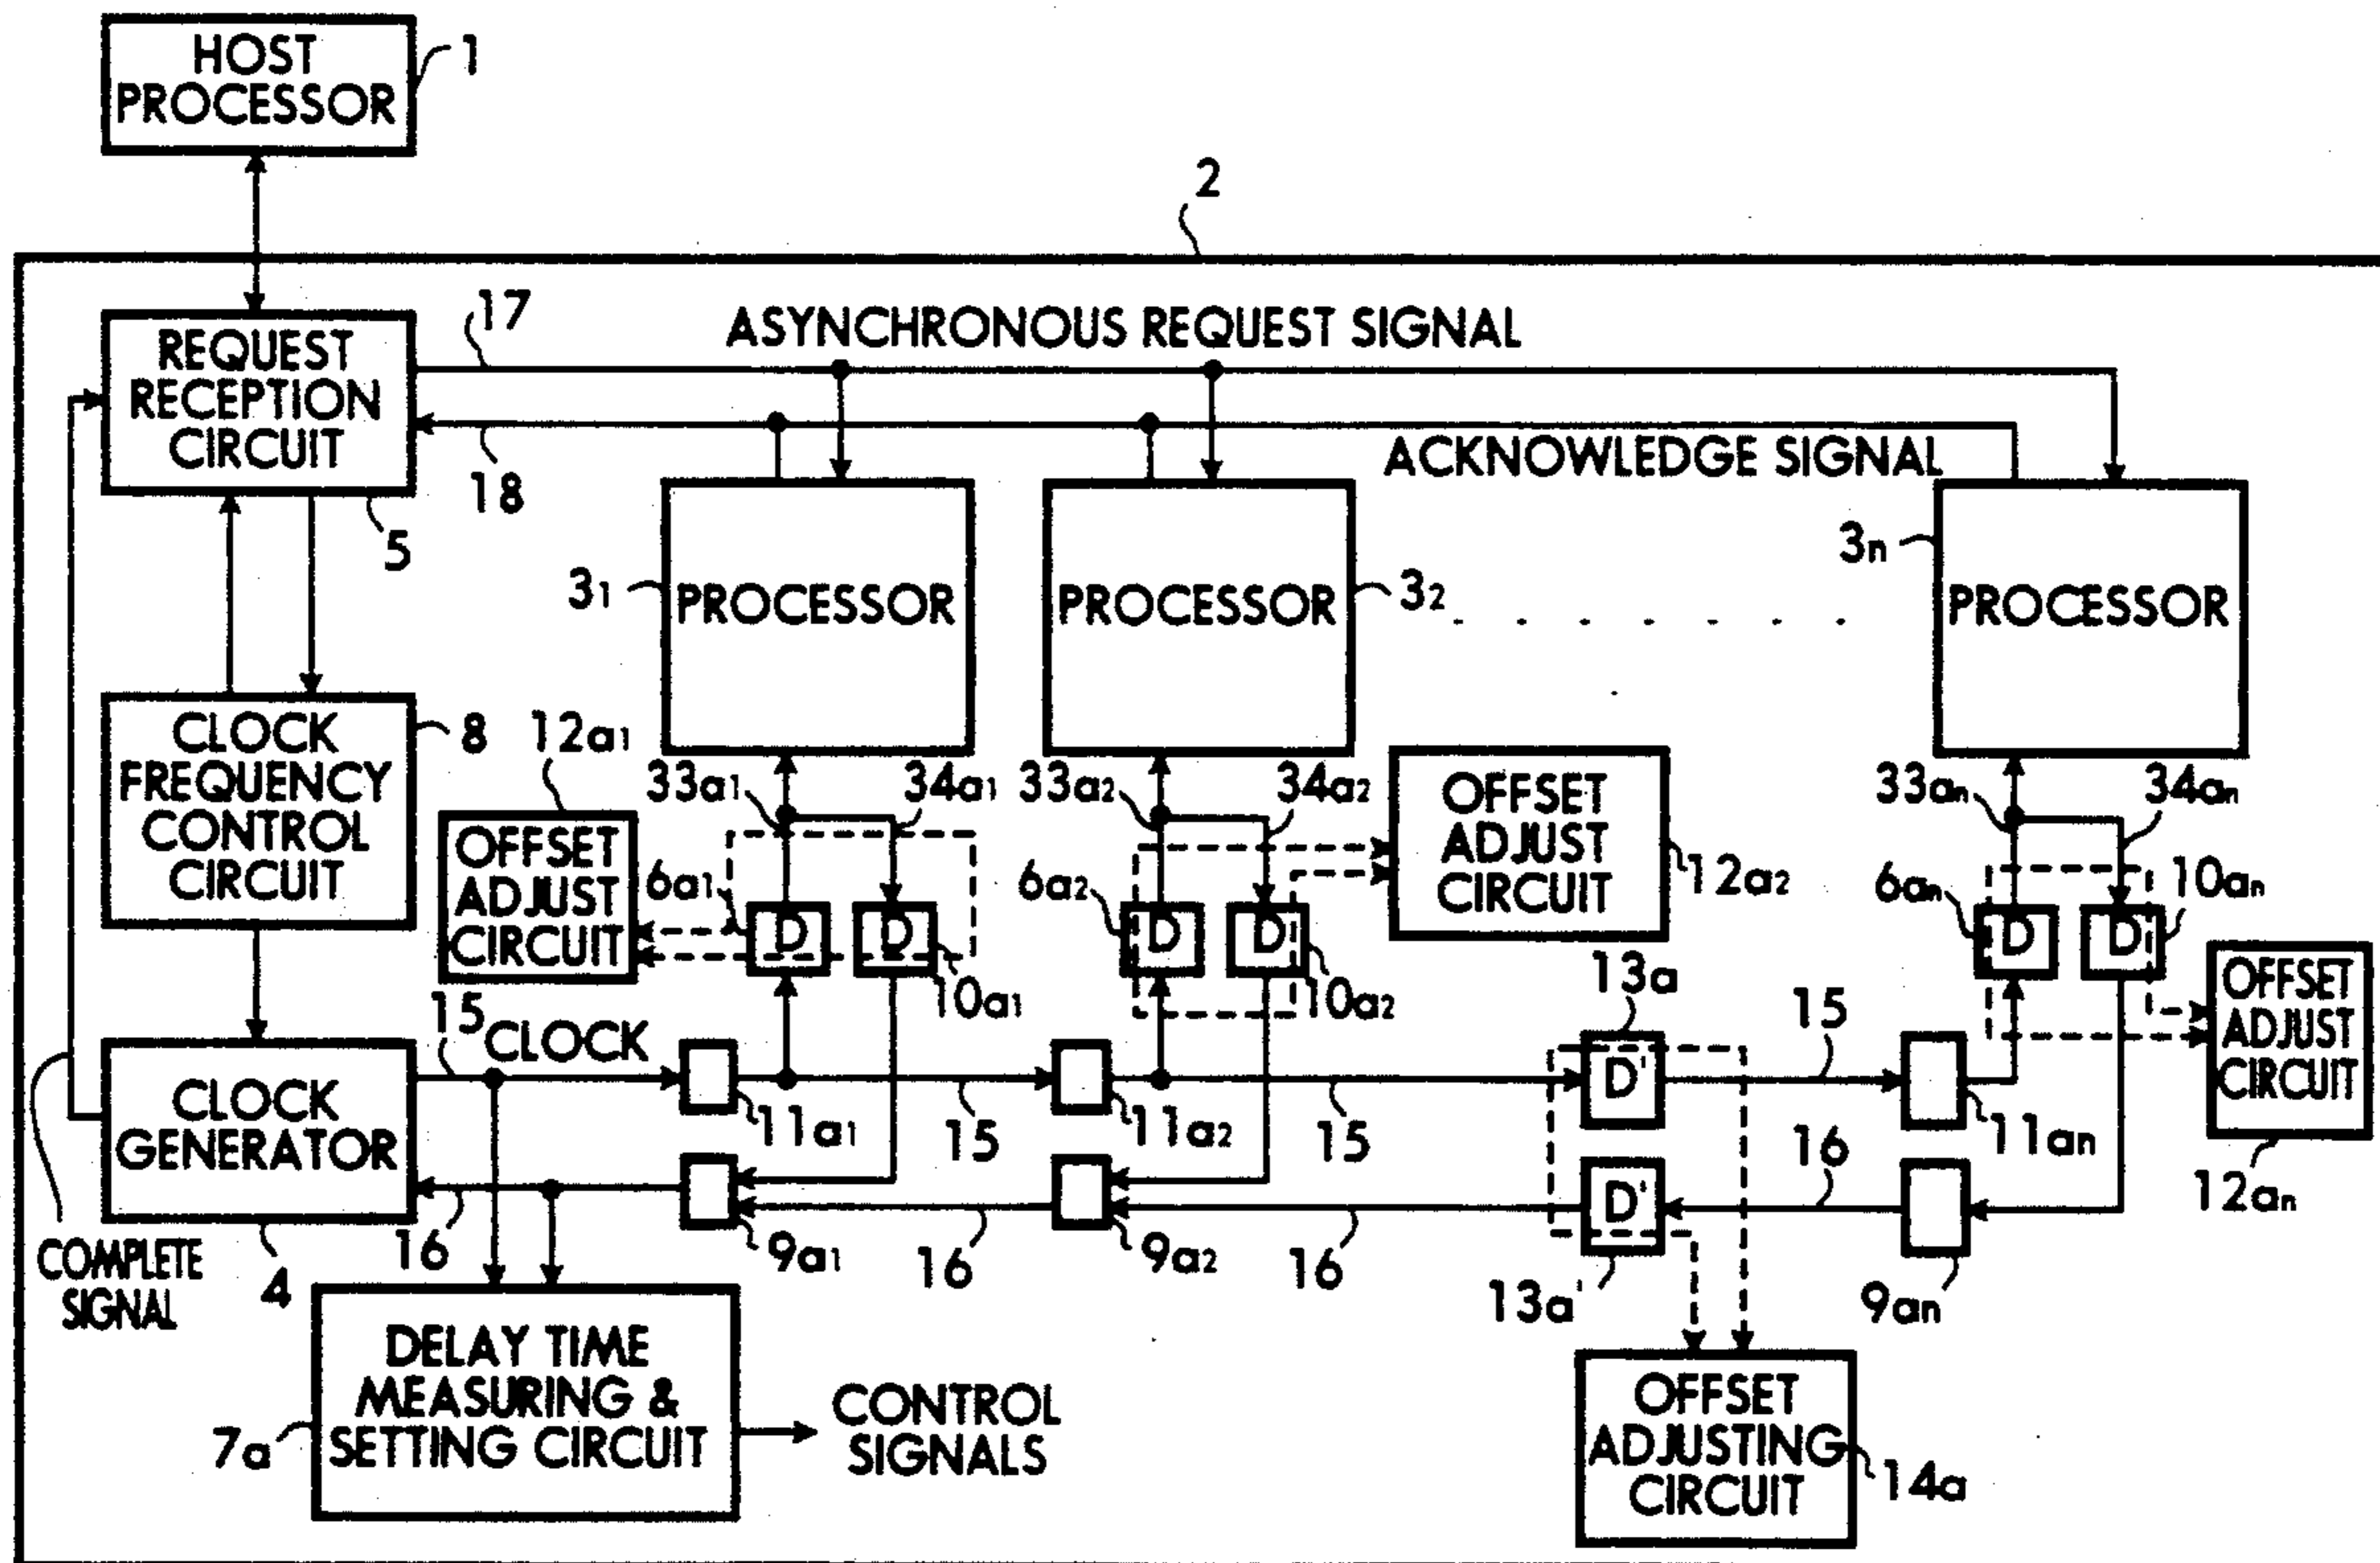 HOST
PROCESSOR
1
2
17
ASYNCHRONOUS REQUEST SIGNAL
REQUEST
RECEPTION
CIRCUIT
18
ACKNOWLEDGE SIGNAL
5
31
PROCESSOR
PROCESSOR
32
3n
PROCESSOR
CLOCK
FREQUENCY
CONTROL
CIRCUIT
8
12a1
33a1
34a1
33a2
34a2
OFFSET
ADJUST
CIRCUIT
12a2
33an
34an
OFFSET
ADJUST
CIRCUIT
6a1
D
D
10a1
6a2
D
D
10a2
6an
D
D
10an
OFFSET
ADJUST
CIRCUIT
12an
15
CLOCK
13a
15
CLOCK
GENERATOR
11a1
15
11a2
15
D'
11an
16
D'
COMPLETE
SIGNAL
4
16
9a1
16
9a2
16
13a'
9an
DELAY TIME
MEASURING &
SETTING CIRCUIT
7a
CONTROL
SIGNALS
OFFSET
ADJUSTING
CIRCUIT
14a